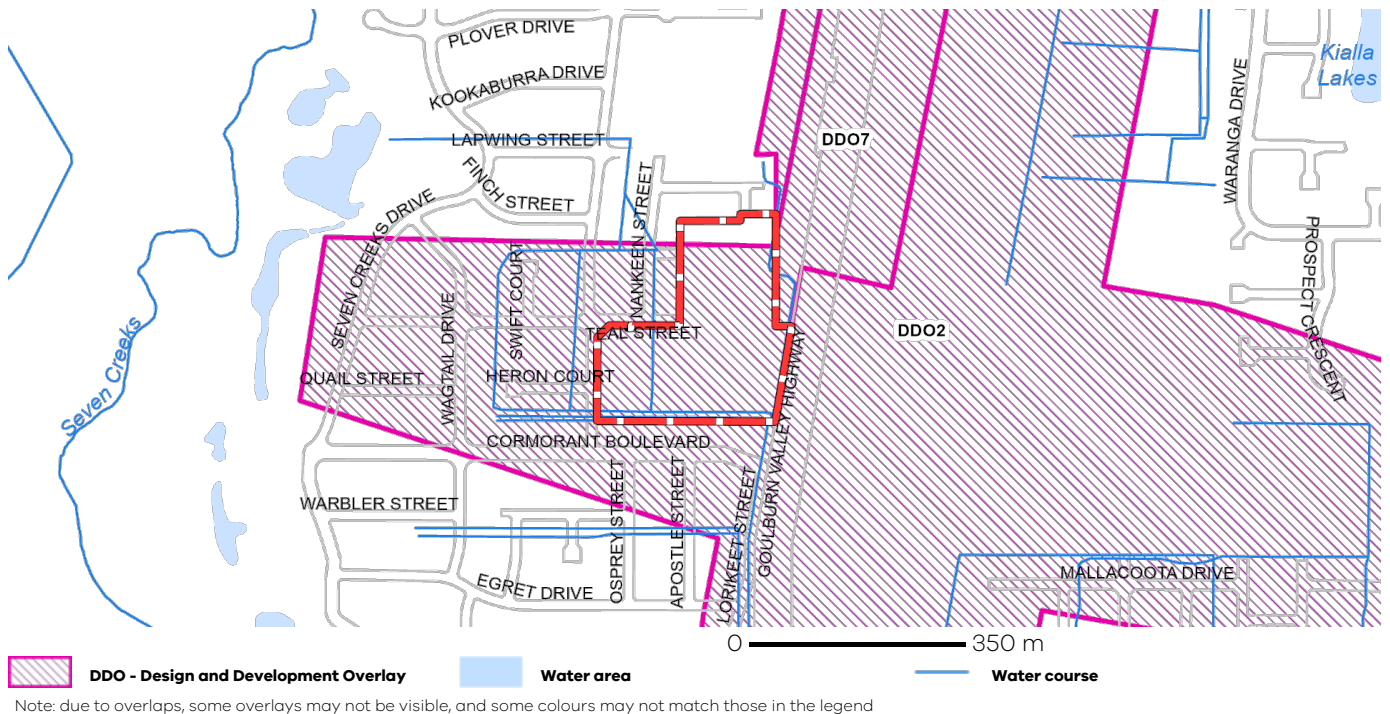 PLOVER DRIVE
KOOKABURRA DRIVE
LAPWING STREET
FINCH STREET
NANKEEN STREET
SEVEN CREEKS DRIVE
SWIFT COURT
WAGTAIL DRIVE
TEAL STREET
QUAIL STREET
HERON COURT
CORMORANT BOULEVARD
WARBLER STREET
EGRET DRIVE
OSPREY STREET
APOSTLE STREET
LORIKEET STREET
GOULBURN VALLEY HIGHWAY
Seven Creeks
DDO7
DDO2
WARANGA DRIVE
Kialla
Lakes
PROSPECT CRESCENT
MALLACOOTA DRIVE
0 350 m
DDO - Design and Development Overlay
Water area
Water course
Note: due to overlaps, some overlays may not be visible, and some colours may not match those in the legend